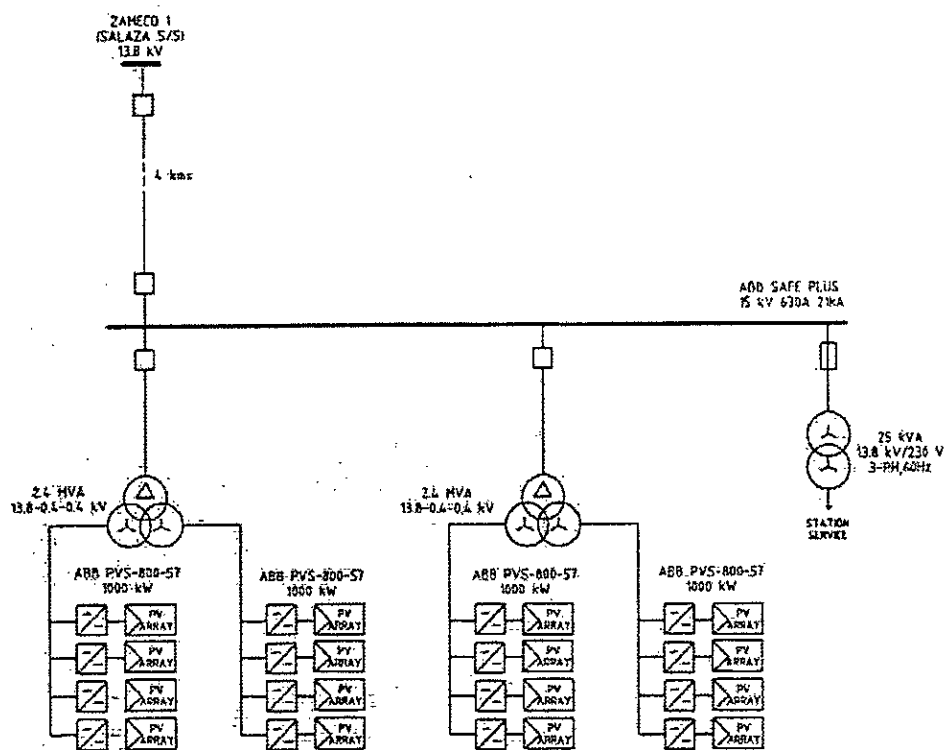 ZAMECO 1
(SALAZA S/S)
13.8 kV
4 kms
ABB SAFE PLUS
15 kV 630A 21kA
25 kVA
13.8 kV/230 V
3-PH, 60Hz
STATION
SERVICE
2.4 MVA
13.8-0.4-0.4 kV
2.4 MVA
13.8-0.4-0.4 kV
ABB PVS-800-57
1000 kW
ABB PVS-800-57
1000 kW
ABB PVS-800-57
1000 kW
ABB PVS-800-57
1000 kW
PV
ARRAY
PV
ARRAY
PV
ARRAY
PV
ARRAY
PV
ARRAY
PV
ARRAY
PV
ARRAY
PV
ARRAY
PV
ARRAY
PV
ARRAY
PV
ARRAY
PV
ARRAY
PV
ARRAY
PV
ARRAY
PV
ARRAY
PV
ARRAY